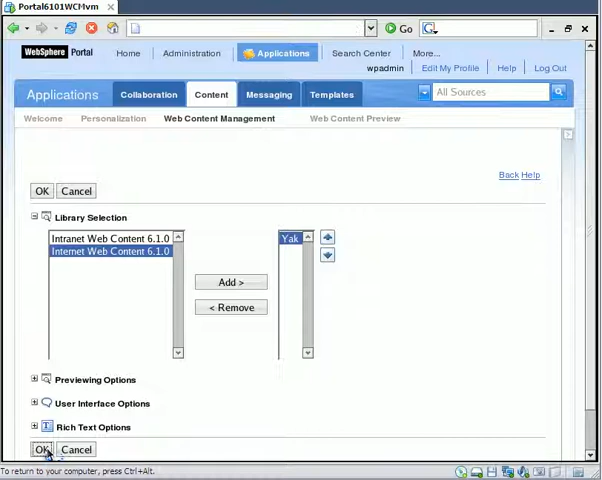 Portal6101WCMvm
Go
WebSphere Portal
Home
Administration
Applications
Search Center
More...
wpadmin
Edit My Profile
Help
Log Out
Applications
Collaboration
Content
Messaging
Templates
All Sources
Welcome
Personalization
Web Content Management
Web Content Preview
Back Help
OK
Cancel
Library Selection
Intranet Web Content 6.1.0
Internet Web Content 6.1.0
Yak
Add >
< Remove
Previewing Options
User Interface Options
Rich Text Options
OK
Cancel
To return to your computer, press Ctrl+Alt.